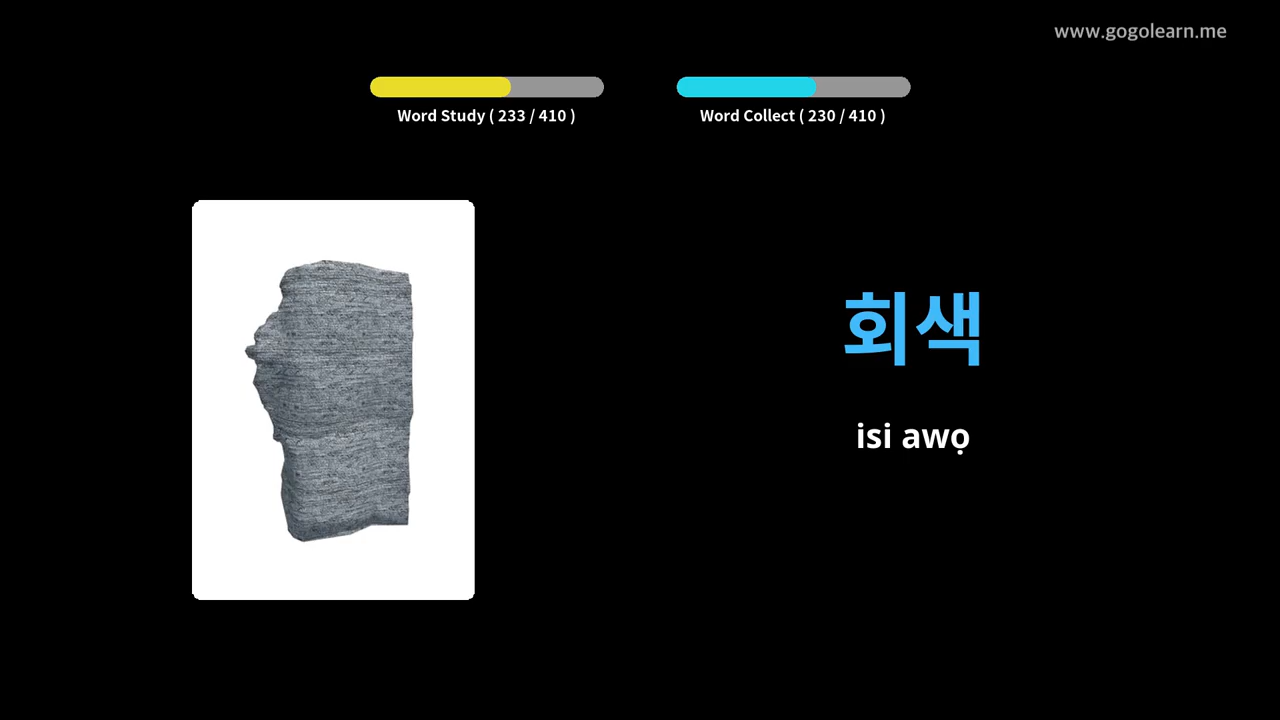 www.gogolearn.me
Word Study ( 233 / 410 )
Word Collect ( 230 / 410 )
회색
isi awọ